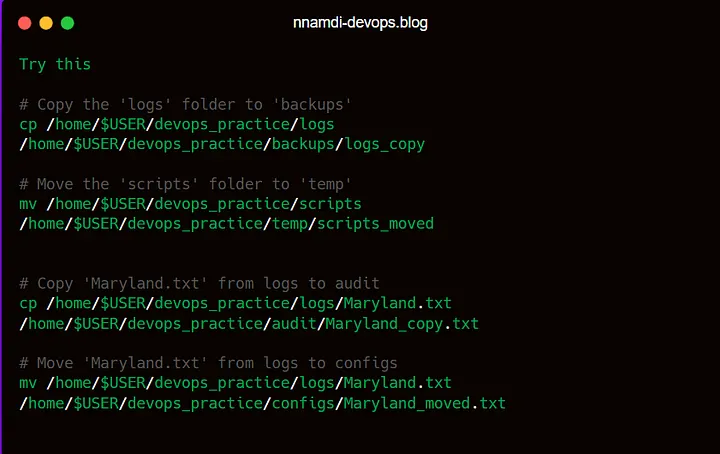 nnamdi-devops.blog
Try this
# Copy the 'logs' folder to 'backups'
cp /home/$USER/devops_practice/logs
/home/$USER/devops_practice/backups/logs_copy
# Move the 'scripts' folder to 'temp'
mv /home/$USER/devops_practice/scripts
/home/$USER/devops_practice/temp/scripts_moved
# Copy 'Maryland.txt' from logs to audit
cp /home/$USER/devops_practice/logs/Maryland.txt
/home/$USER/devops_practice/audit/Maryland_copy.txt
# Move 'Maryland.txt' from logs to configs
mv /home/$USER/devops_practice/logs/Maryland.txt
/home/$USER/devops_practice/configs/Maryland_moved.txt